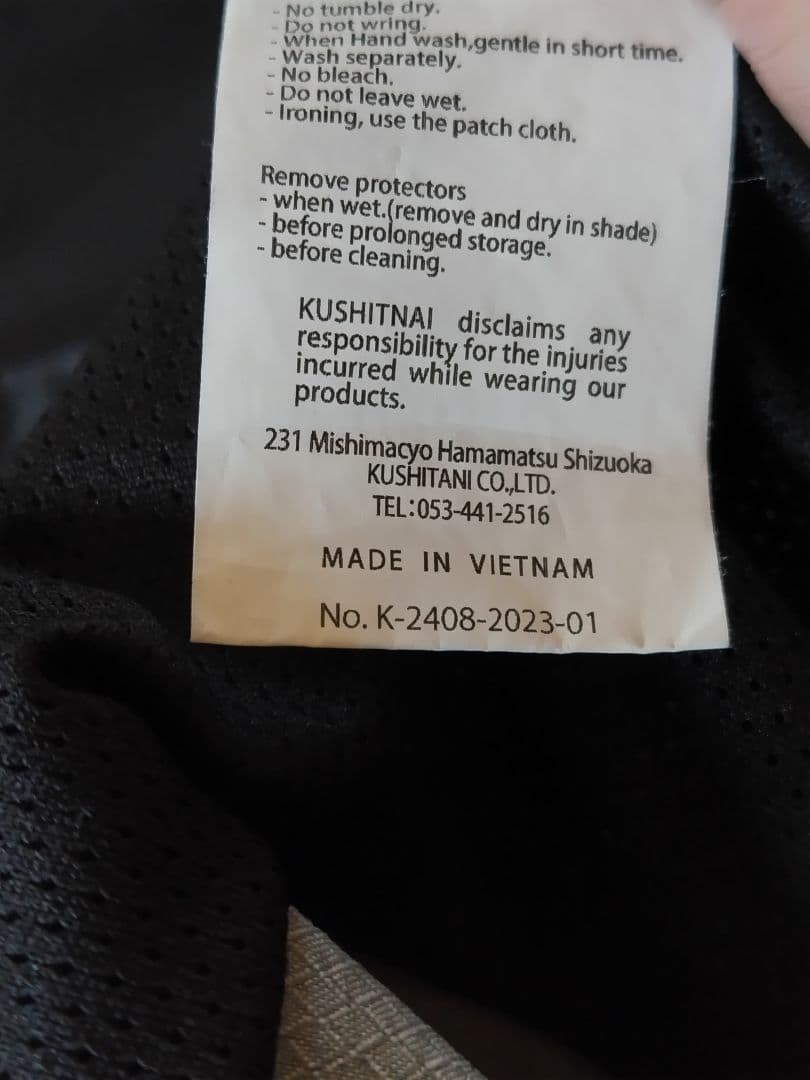 - No tumble dry.
- Do not wring.
- When Hand wash,gentle in short time.
- Wash separately.
- No bleach.
- Do not leave wet.
- Ironing, use the patch cloth.
Remove protectors
- when wet.(remove and dry in shade)
- before prolonged storage.
- before cleaning.
KUSHITNAI disclaims any
responsibility for the injuries
incurred while wearing our
products.
231 Mishimacyo Hamamatsu Shizuoka
KUSHITANI CO.,LTD.
TEL:053-441-2516
MADE IN VIETNAM
No. K-2408-2023-01